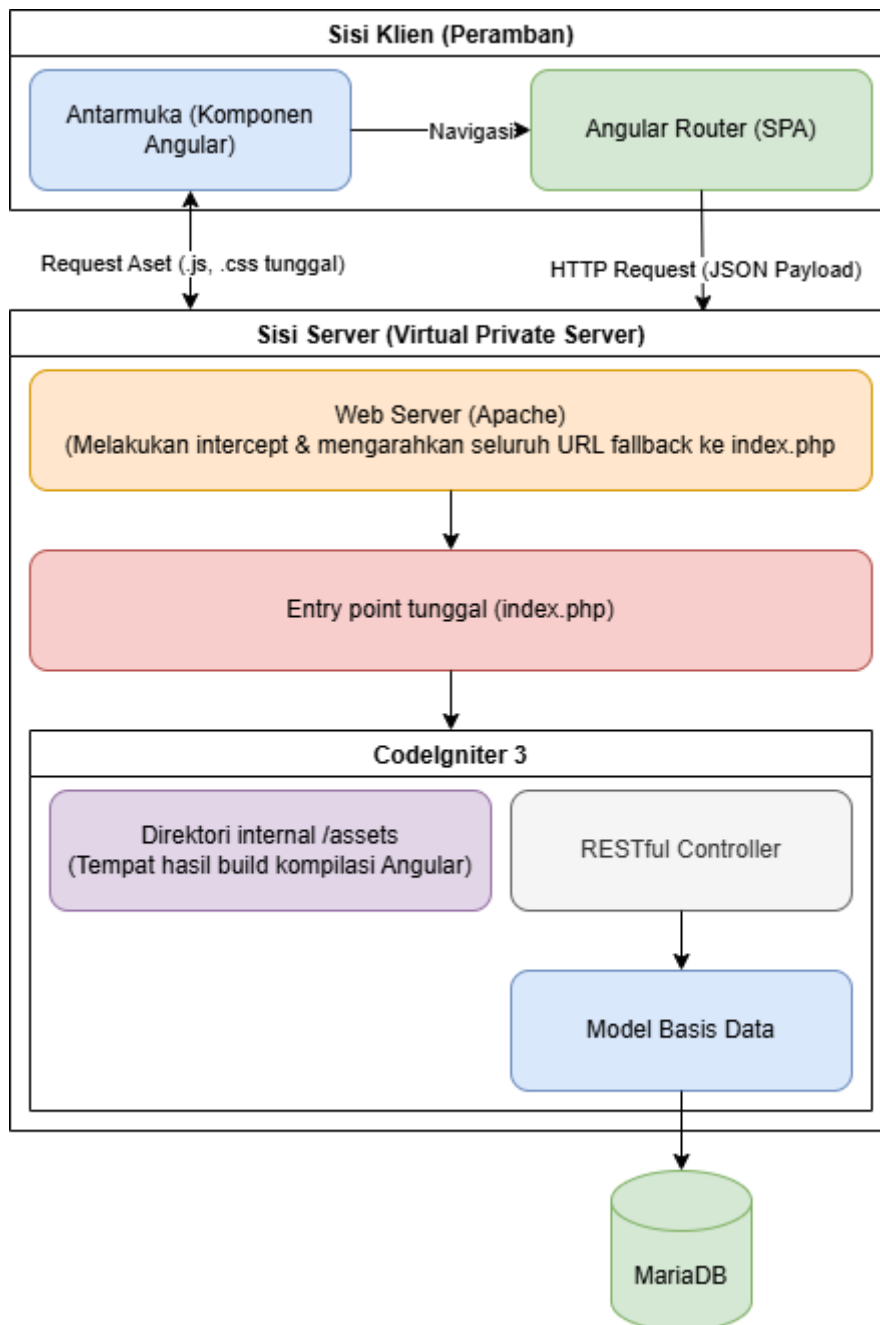 Sisi Klien (Peramban)
Antarmuka (Komponen
Angular)
Navigasi
Angular Router (SPA)
Request Aset (.js, .css tunggal)
HTTP Request (JSON Payload)
Sisi Server (Virtual Private Server)
Web Server (Apache)
(Melakukan intercept & mengarahkan seluruh URL fallback ke index.php
Entry point tunggal (index.php)
CodeIgniter 3
Direktori internal /assets
(Tempat hasil build kompilasi Angular)
RESTful Controller
Model Basis Data
MariaDB